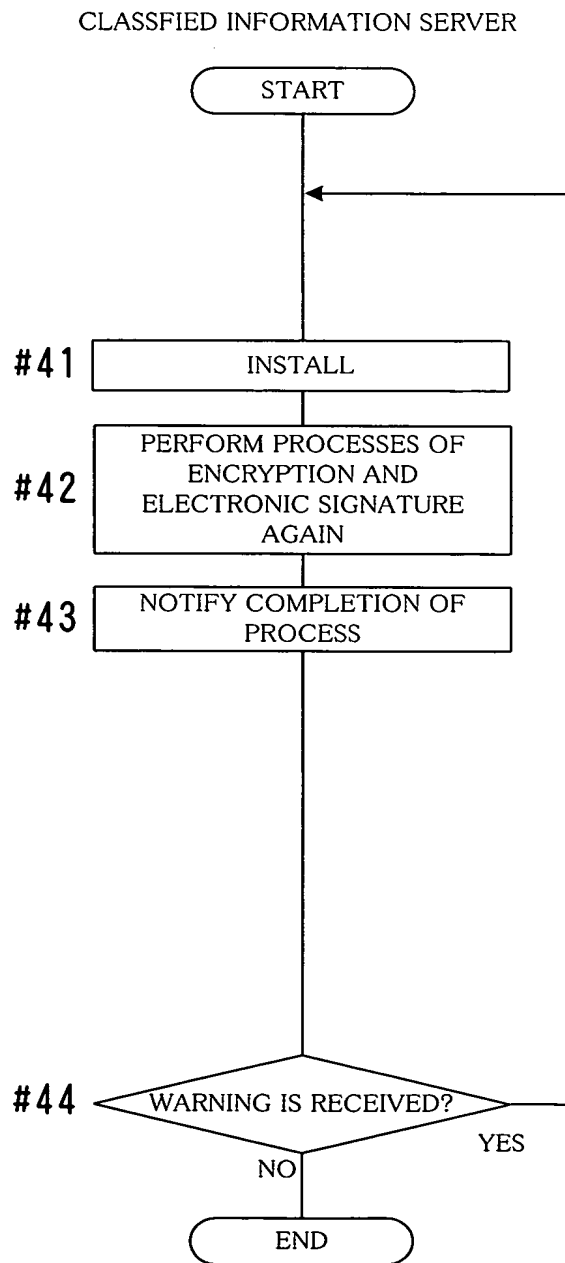 CLASSFIED INFORMATION SERVER
START
#41
INSTALL
#42
PERFORM PROCESSES OF
ENCRYPTION AND
ELECTRONIC SIGNATURE
AGAIN
#43
NOTIFY COMPLETION OF
PROCESS
#44
WARNING IS RECEIVED?
YES
NO
END